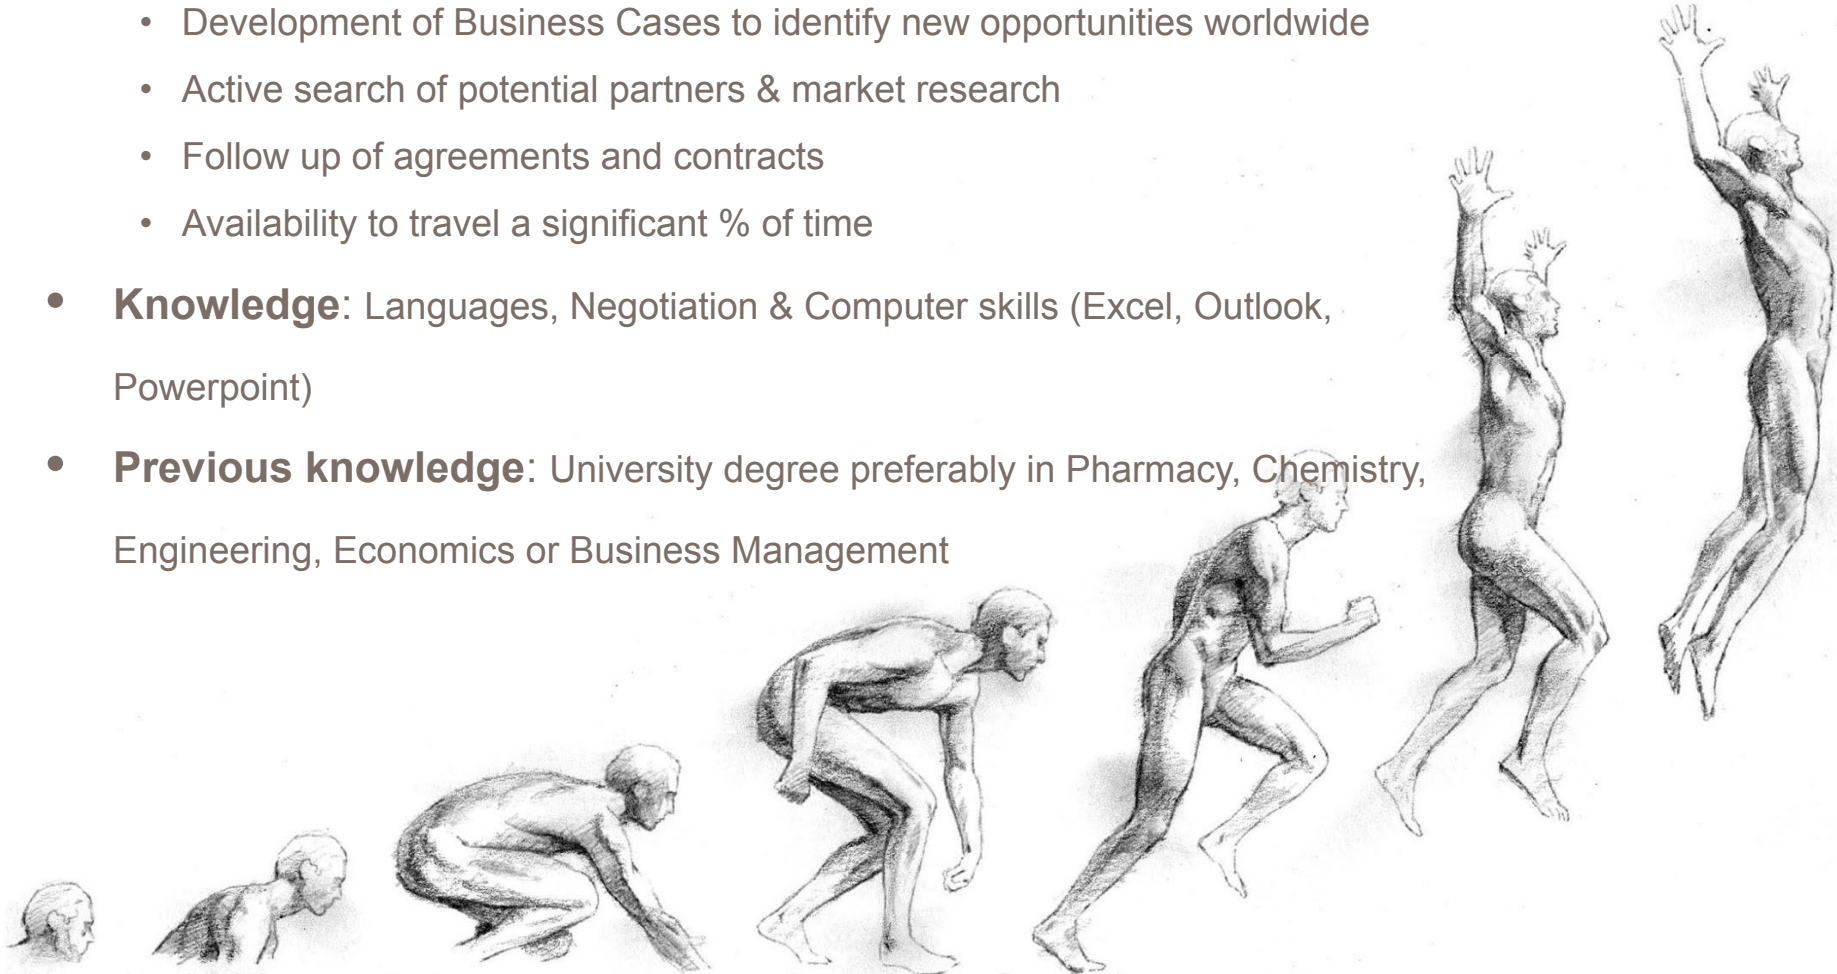 • Development of Business Cases to identify new opportunities worldwide
• Active search of potential partners & market research
• Follow up of agreements and contracts
• Availability to travel a significant % of time
• Knowledge: Languages, Negotiation & Computer skills (Excel, Outlook,
Powerpoint)
• Previous knowledge: University degree preferably in Pharmacy, Chemistry,
Engineering, Economics or Business Management